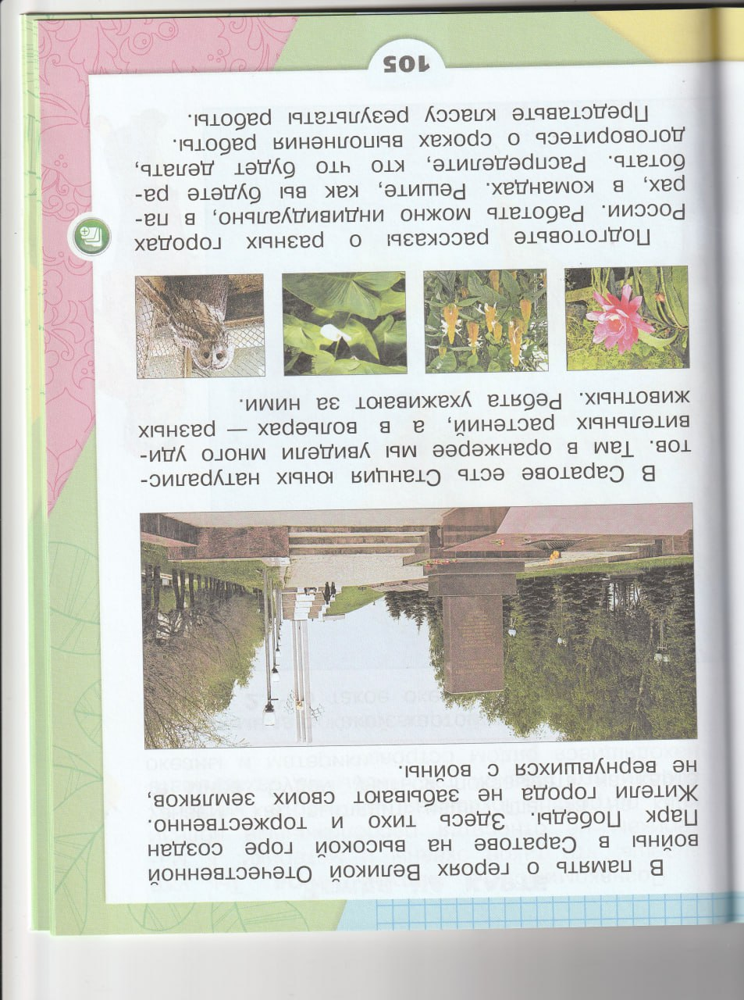 В память о героях Великой Отечественной
войны в Саратове на высокой горе создан
Парк Победы. Здесь тихо и торжественно.
Жители города не забывают своих земляков,
не вернувшихся с войны.
В Саратове есть Станция юных натуралис-
тов. Там в оранжерее мы увидели много уди-
вительных растений, а в вольерах — разных
животных. Ребята ухаживают за ними.
Подготовьте рассказы о разных городах
России. Работать можно индивидуально, в па-
рах, в командах. Решите, как вы будете ра-
ботать. Распределите, кто что будет делать,
договоритесь о сроках выполнения работы.
Представьте классу результаты работы.
105